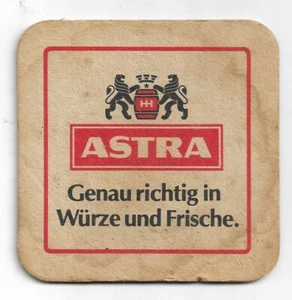 HH
ASTRA
Genau richtig in
Würze und Frische.